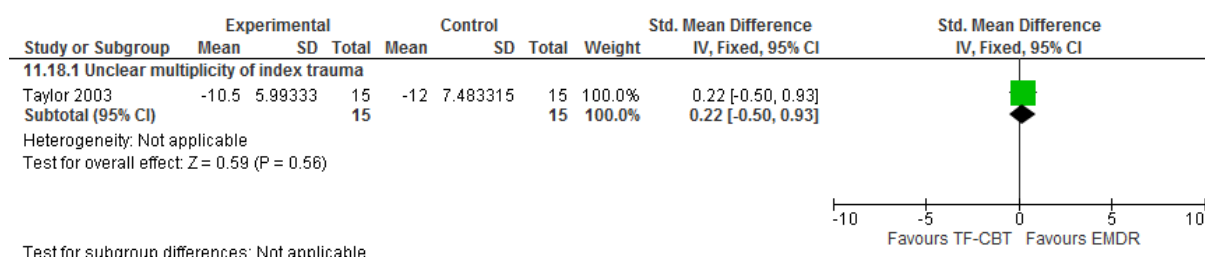 Experimental Control Std. Mean Difference Std. Mean Difference
Study or Subgroup Mean SD Total Mean SD Total Weight IV, Fixed, 95% CI IV, Fixed, 95% CI
11.18.1 Unclear multiplicity of index trauma
Taylor 2003 -10.5 5.99333 15 -12 7.483315 15 100.0% 0.22 [-0.50, 0.93]
Subtotal (95% CI) 15 15 100.0% 0.22 [-0.50, 0.93]
Heterogeneity: Not applicable
Test for overall effect: Z = 0.59 (P = 0.56)
-10 -5 0 5 10
Favours TF-CBT Favours EMDR
Test for subgroup differences: Not applicable